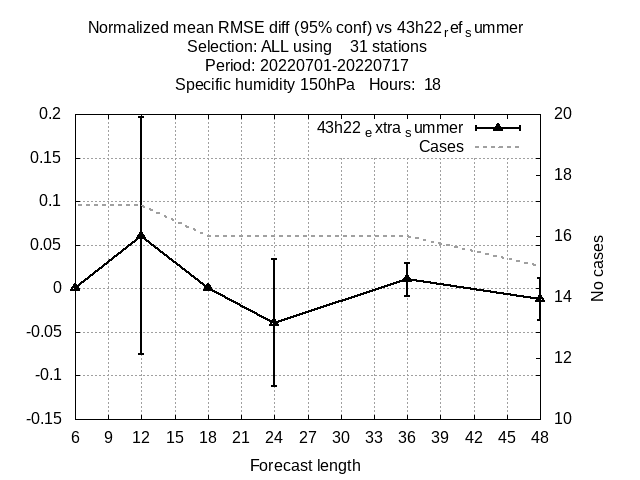 Normalized mean RMSE diff (95% conf) vs 43h22refsummer
Selection: ALL using 31 stations
Period: 20220701-20220717
Specific humidity 150hPa Hours: 18
43h22extrasummer
Cases
0.2
0.15
0.1
0.05
0
-0.05
-0.1
-0.15
20
18
16
14
12
10
No cases
6 9 12 15 18 21 24 27 30 33 36 39 42 45 48
Forecast length